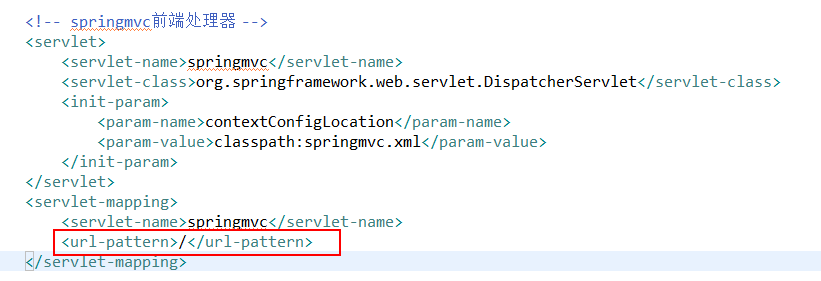 <!-- springmvc前端处理器 -->
<servlet>
<servlet-name>springmvc</servlet-name>
<servlet-class>org.springframework.web.servlet.DispatcherServlet</servlet-class>
<init-param>
<param-name>contextConfigLocation</param-name>
<param-value>classpath:springmvc.xml</param-value>
</init-param>
</servlet>
<servlet-mapping>
<servlet-name>springmvc</servlet-name>
<url-pattern>/</url-pattern>
</servlet-mapping>